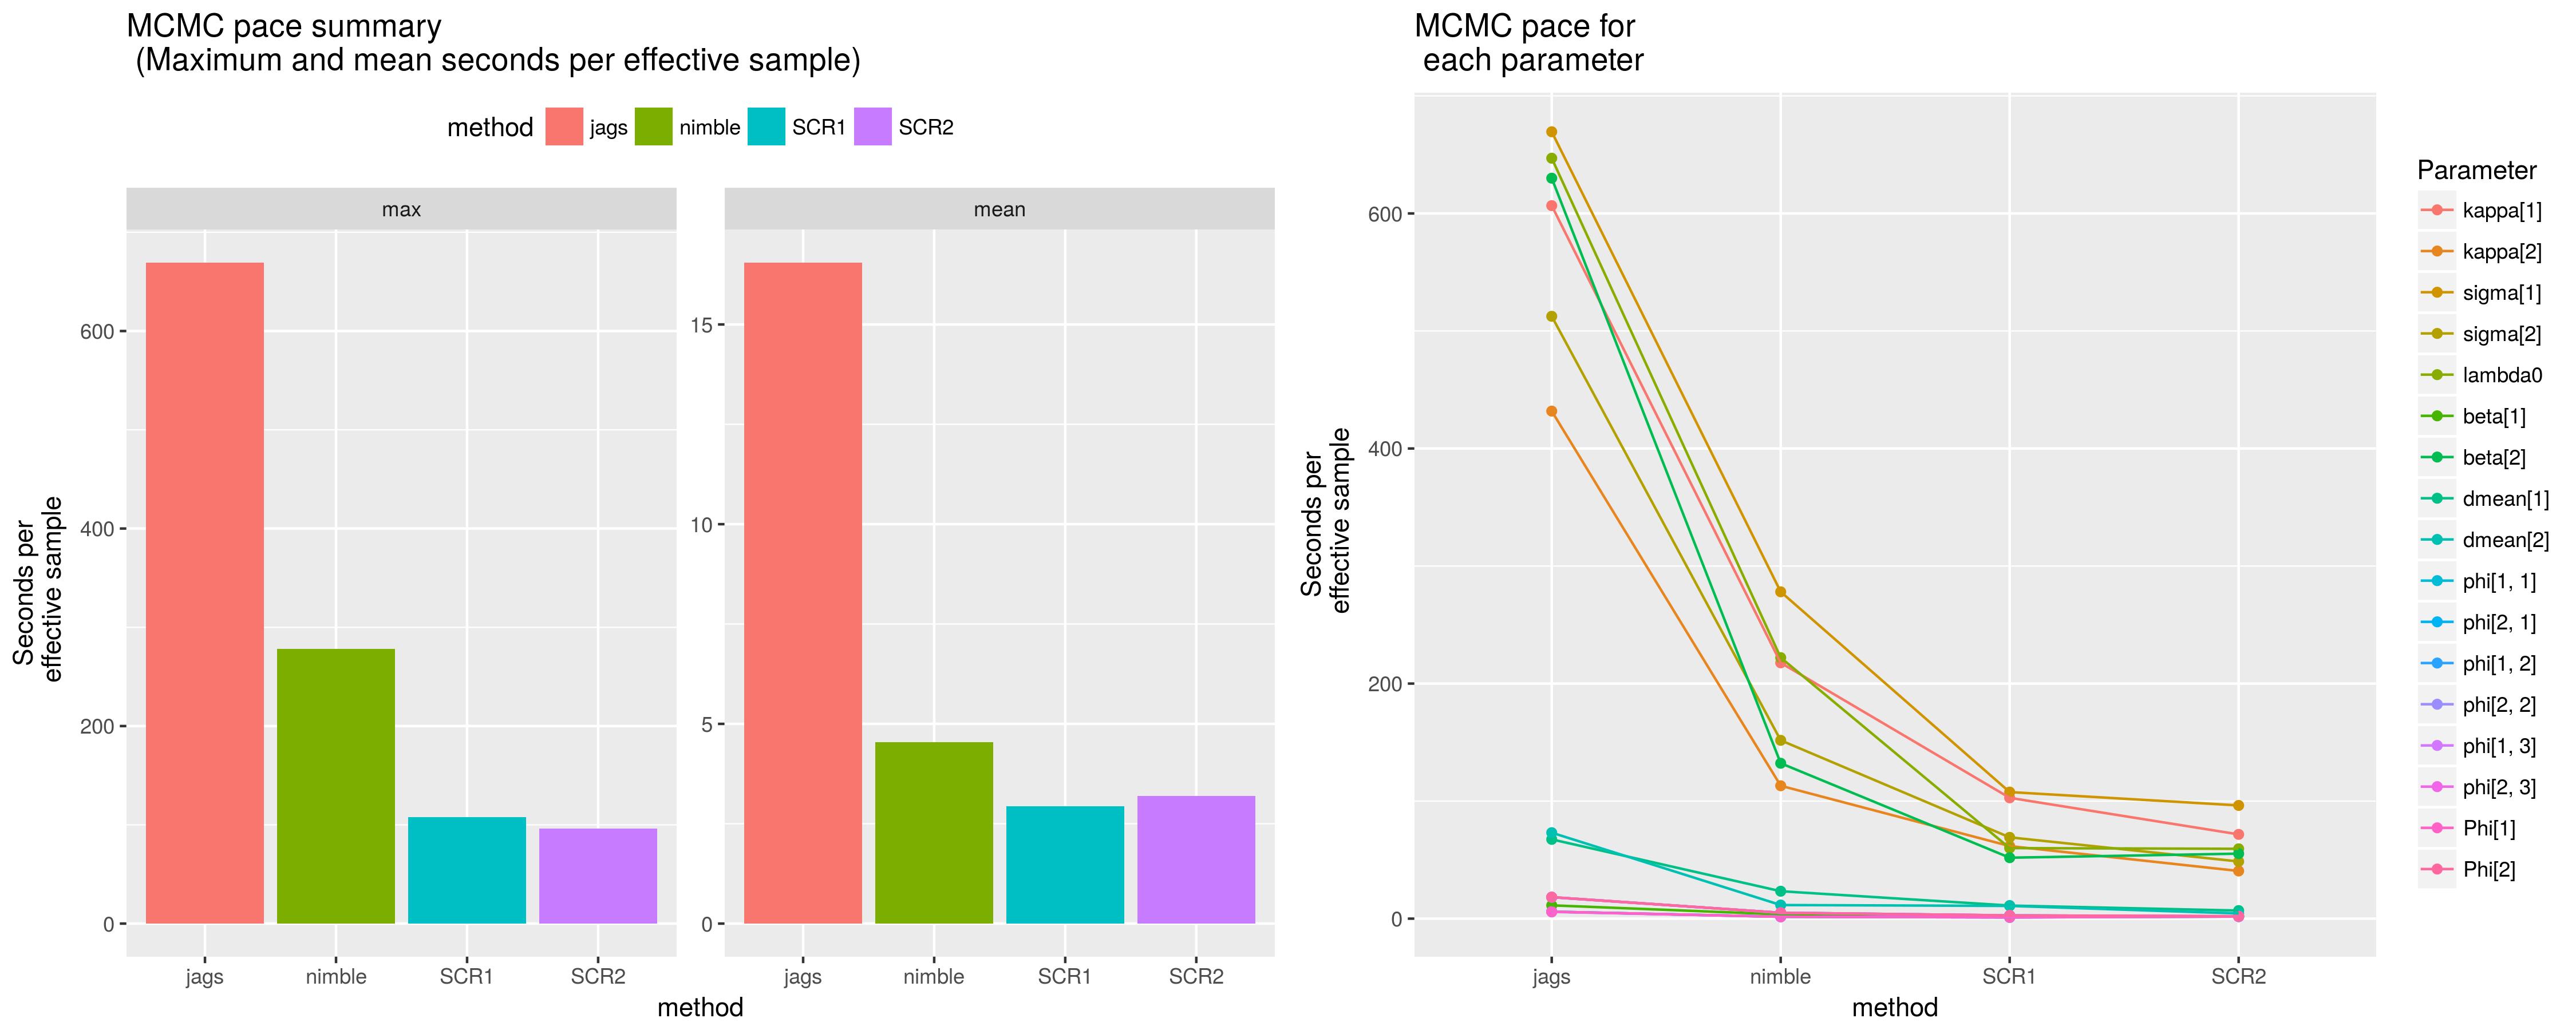 MCMC pace summary
(Maximum and mean seconds per effective sample)
method jags nimble SCR1 SCR2
max
mean
Seconds per
effective sample
600
400
200
0
15
10
5
0
jags nimble SCR1 SCR2
jags nimble SCR1 SCR2
method
MCMC pace for
each parameter
Seconds per
effective sample
600
400
200
0
jags nimble SCR1 SCR2
method
Parameter
kappa[1]
kappa[2]
sigma[1]
sigma[2]
lambda0
beta[1]
beta[2]
dmean[1]
dmean[2]
phi[1, 1]
phi[2, 1]
phi[1, 2]
phi[2, 2]
phi[1, 3]
phi[2, 3]
Phi[1]
Phi[2]